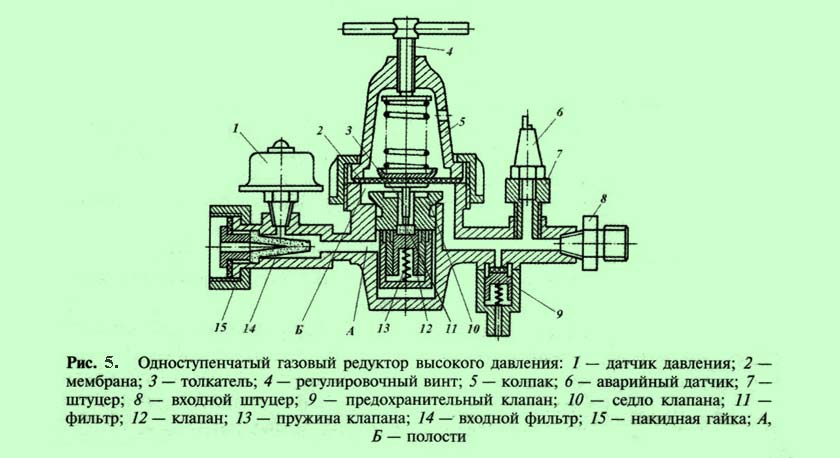 4
1
2
3
5
6
7
8
15
14
Б
А
13
12
11
10
9
Рис. 5. Одноступенчатый газовый редуктор высокого давления: 1 — датчик давления; 2 —
мембрана; 3 — толкатель; 4 — регулировочный винт; 5 — колпак; 6 — аварийный датчик; 7 —
штуцер; 8 — входной штуцер; 9 — предохранительный клапан; 10 — седло клапана; 11 —
фильтр; 12 — клапан; 13 — пружина клапана; 14 — входной фильтр; 15 — накидная гайка; А,
Б — полости